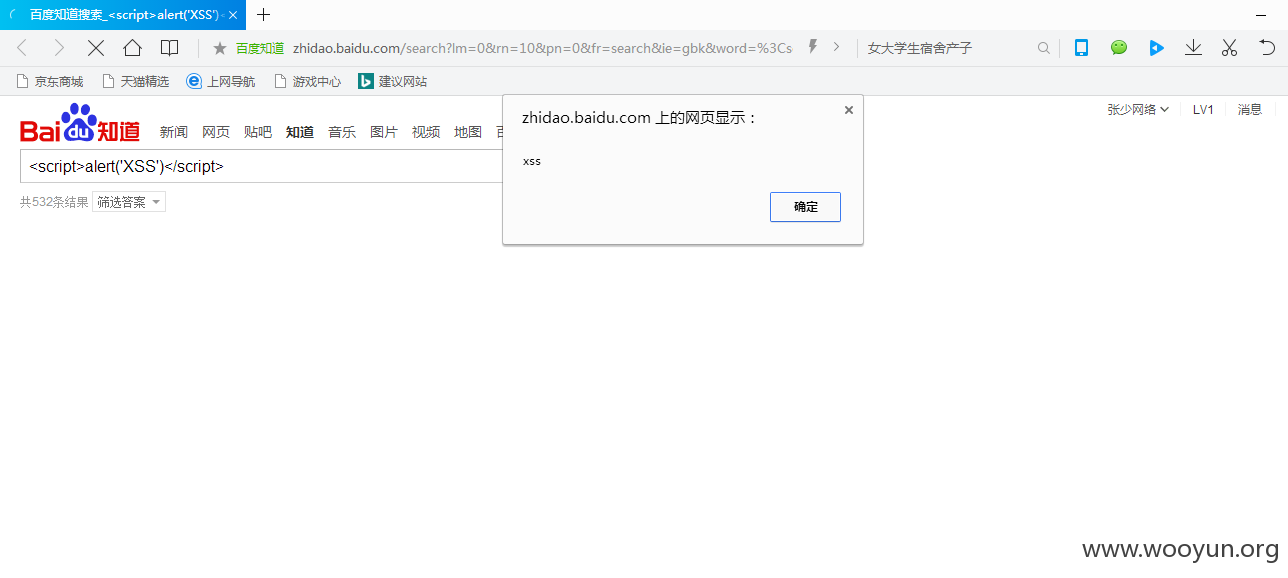 百度知道搜索_<script>alert('XSS')
百度知道 zhidao.baidu.com/search?lm=0&rn=10&pn=0&fr=search&ie=gbk&word=%3Cs 女大学生宿舍产子
京东商城 天猫精选 上网导航 游戏中心 建议网站
张少网络 LV1 消息
Bai du 知道 新闻 网页 贴吧 知道 音乐 图片 视频 地图
<script>alert('XSS')</script>
共532条结果 筛选答案
zhidao.baidu.com 上的网页显示：
xss
确定
www.wooyun.org